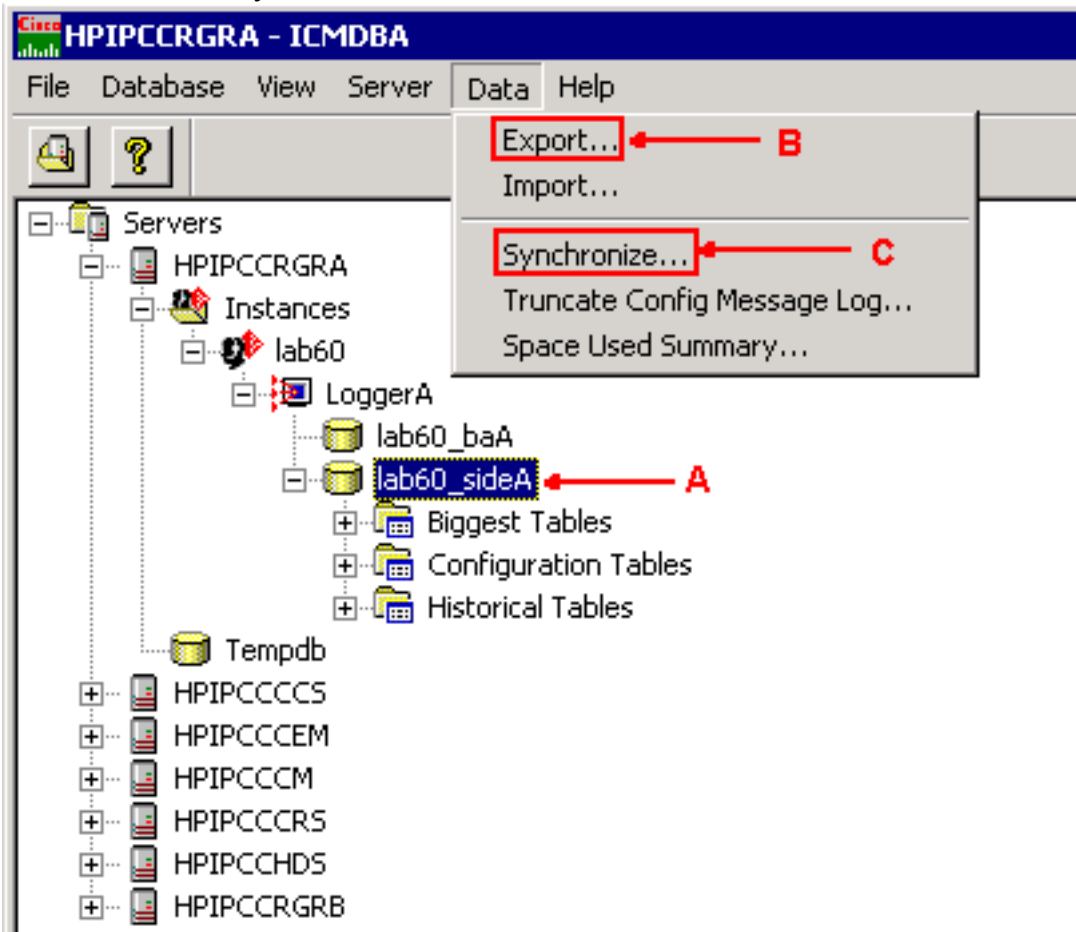 Cisco HPIPCCRGRA - ICMDBA
File Database View Server Data Help
Export... B
Import...
Synchronize... C
Truncate Config Message Log...
Space Used Summary...
Servers
HPIPCCRGRA
Instances
lab60
LoggerA
lab60_baA
lab60_sideA A
Biggest Tables
Configuration Tables
Historical Tables
Tempdb
HPIPCCCCS
HPIPCCCEM
HPIPCCCM
HPIPCCCRS
HPIPCCHDS
HPIPCCRGRB